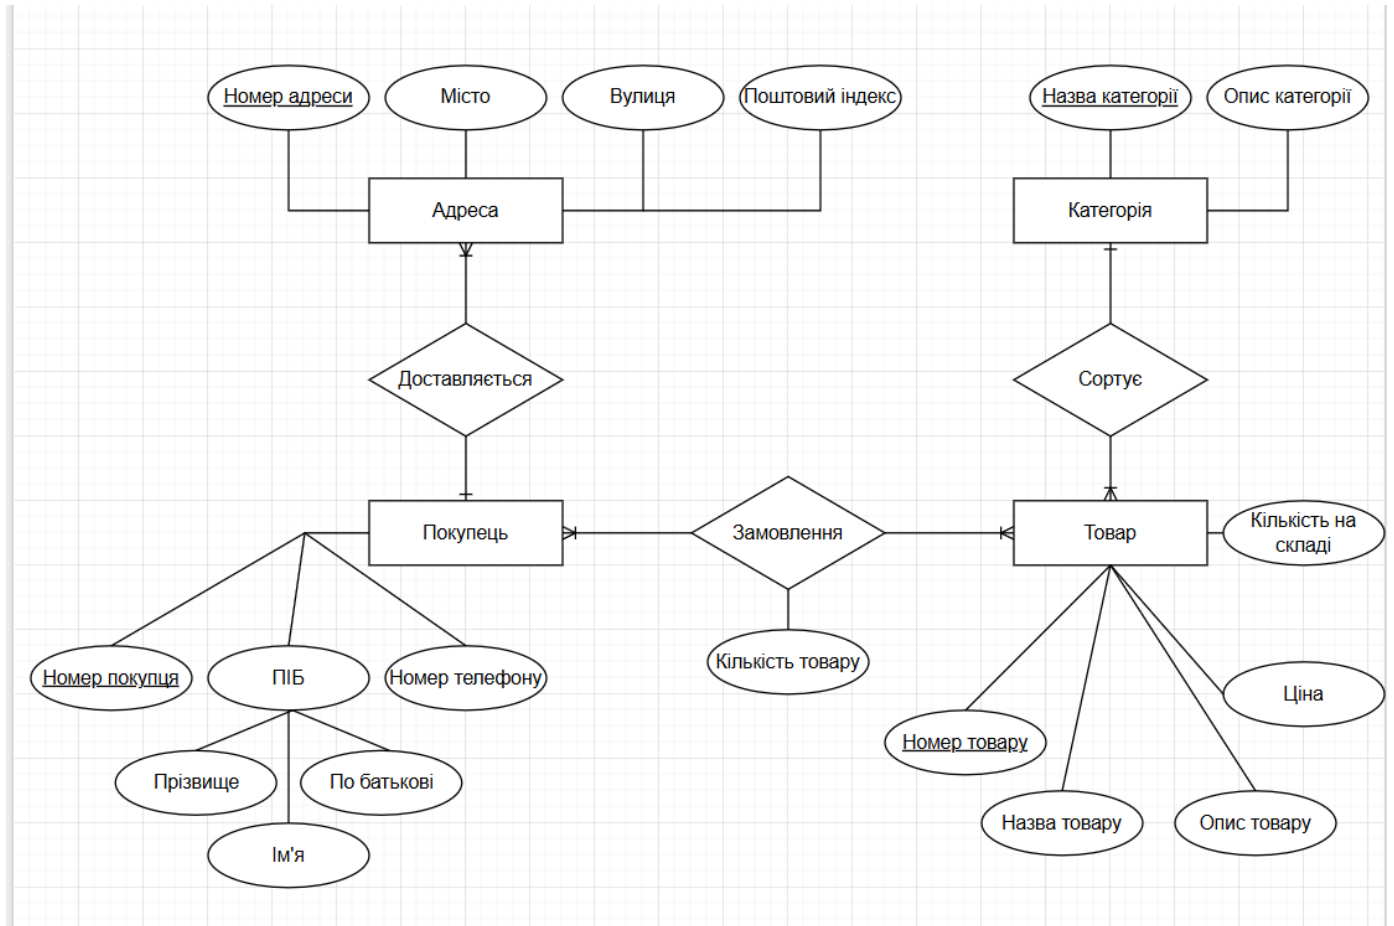 Номер адреси
Місто
Вулиця
Поштовий індекс
Назва категорії
Опис категорії
Адреса
Категорія
Доставляється
Сортує
Покупець
Замовлення
Товар
Кількість на
складі
Номер покупця
ПІБ
Номер телефону
Кількість товару
Ціна
Номер товару
Прізвище
По батькові
Назва товару
Опис товару
Ім'я